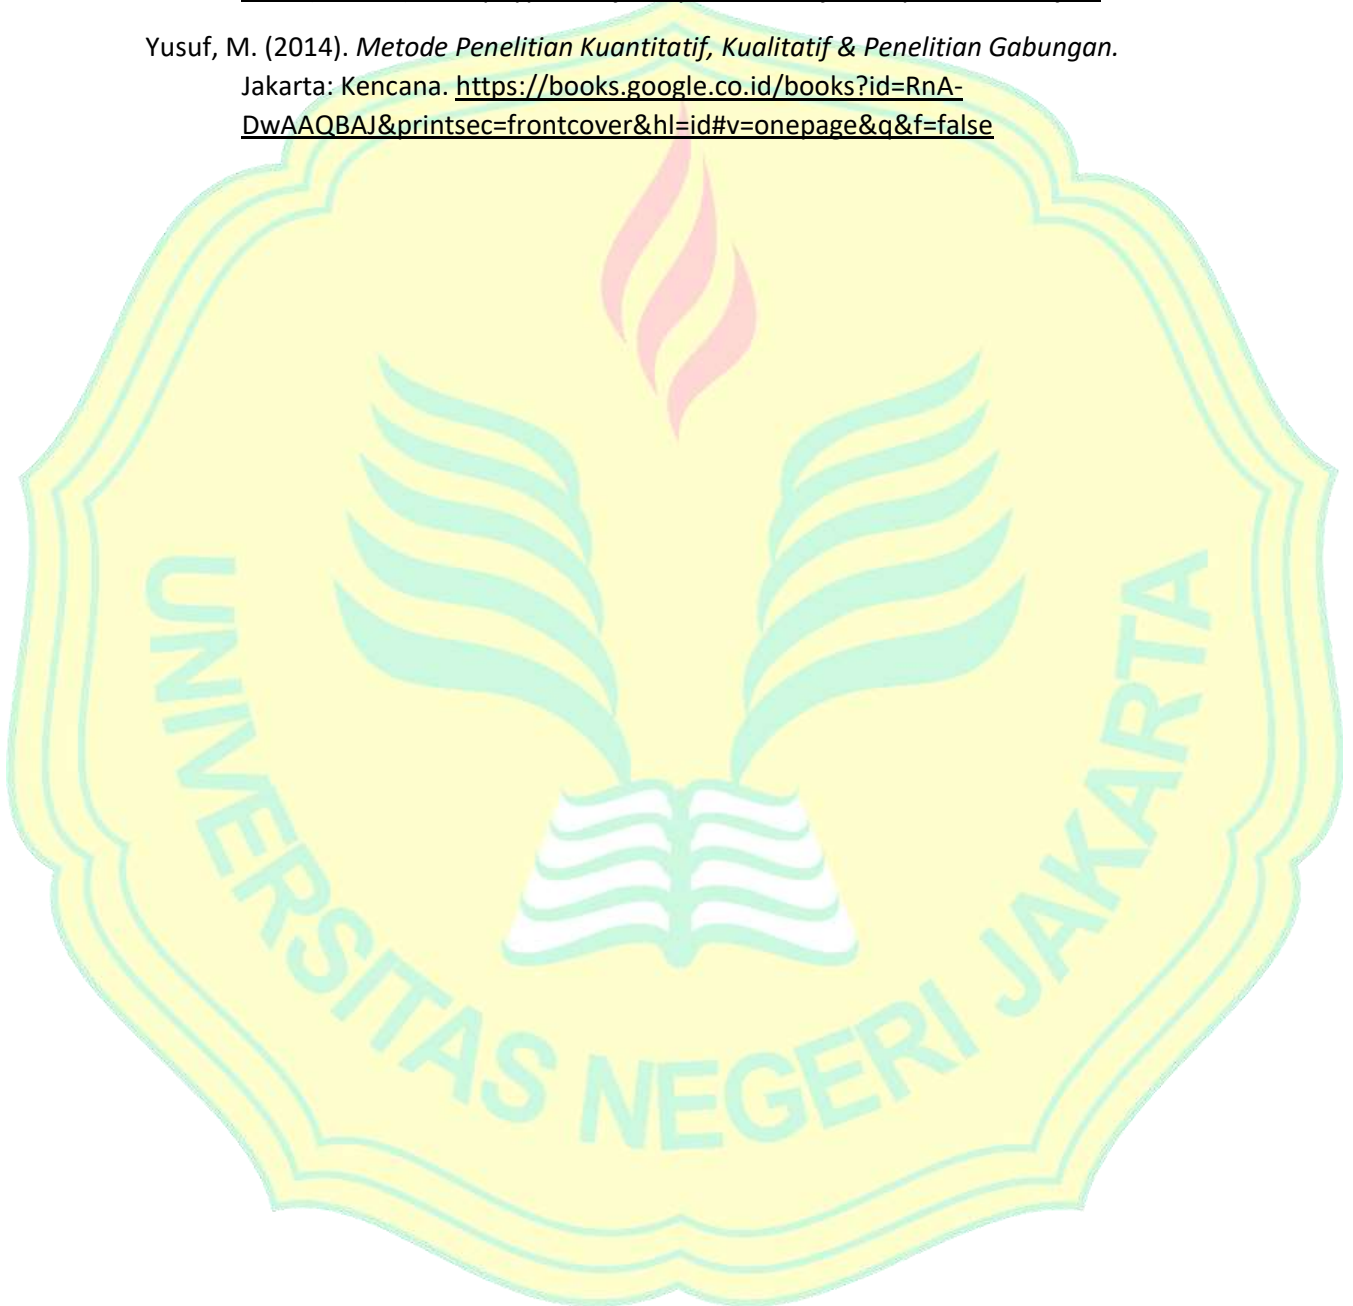 Yusuf, M. (2014). Metode Penelitian Kuantitatif, Kualitatif & Penelitian Gabungan.
Jakarta: Kencana. https://books.google.co.id/books?id=RnA-
DwAAQBAJ&printsec=frontcover&hl=id#v=onepage&q&f=false
UNIVERSITAS NEGERI JAKARTA